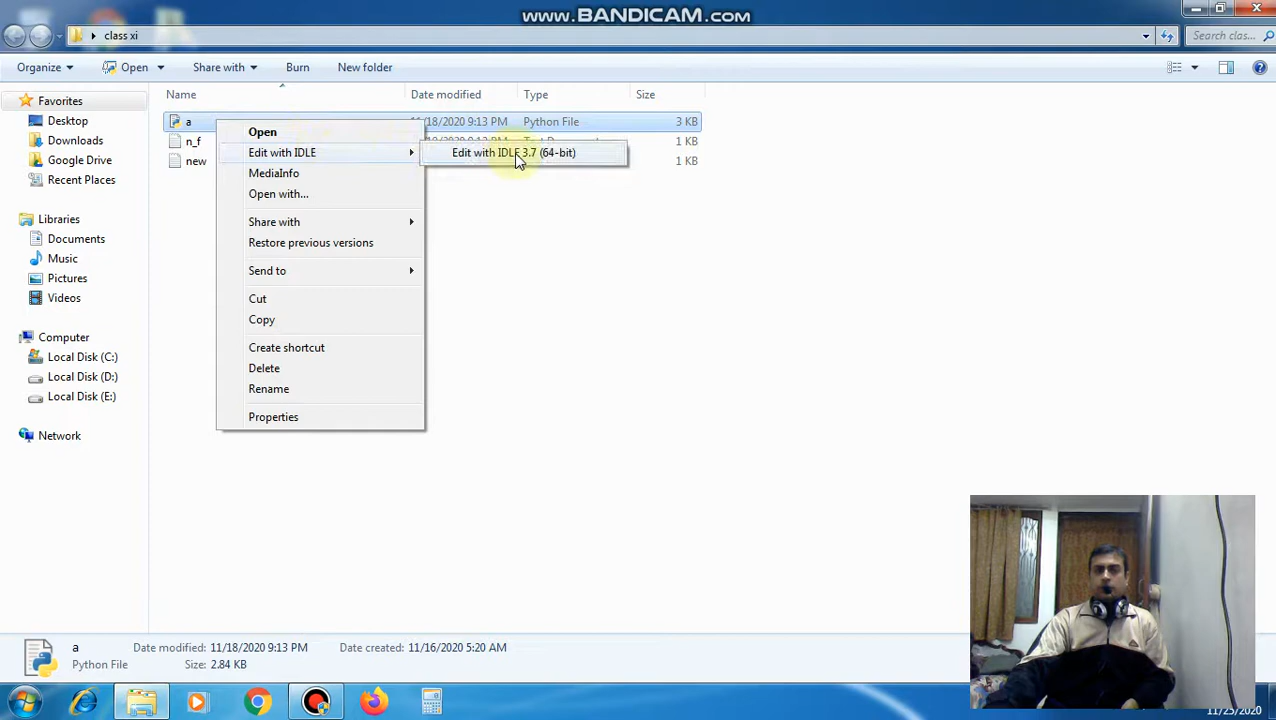 www.BANDICAM.com
class xi
Search clas...
Organize
Open
Share with
Burn
New folder
Favorites
Desktop
Downloads
Google Drive
Recent Places
Libraries
Documents
Music
Pictures
Videos
Computer
Local Disk (C:)
Local Disk (D:)
Local Disk (E:)
Network
Name Date modified Type Size
a 11/18/2020 9:13 PM Python File 3 KB
n_f 1 KB
new 1 KB
Open
Edit with IDLE
Edit with IDLE 3.7 (64-bit)
MediaInfo
Open with...
Share with
Restore previous versions
Send to
Cut
Copy
Create shortcut
Delete
Rename
Properties
a Date modified: 11/18/2020 9:13 PM Date created: 11/16/2020 5:20 AM
Python File Size: 2.84 KB